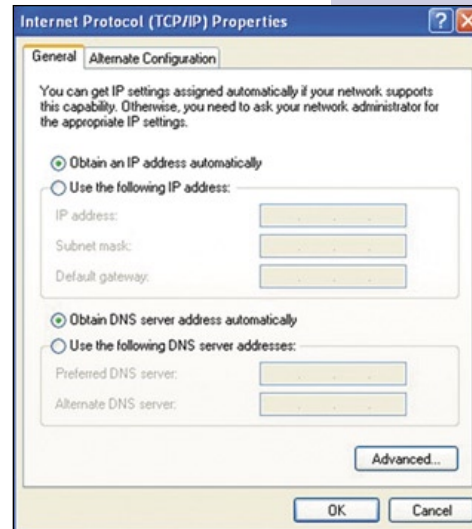 Internet Protocol (TCP/IP) Properties
General
Alternate Configuration
You can get IP settings assigned automatically if your network supports
this capability. Otherwise, you need to ask your network administrator for
the appropriate IP settings.
Obtain an IP address automatically
Use the following IP address:
IP address:
Subnet mask:
Default gateway:
Obtain DNS server address automatically
Use the following DNS server addresses:
Preferred DNS server:
Alternate DNS server:
Advanced...
OK
Cancel